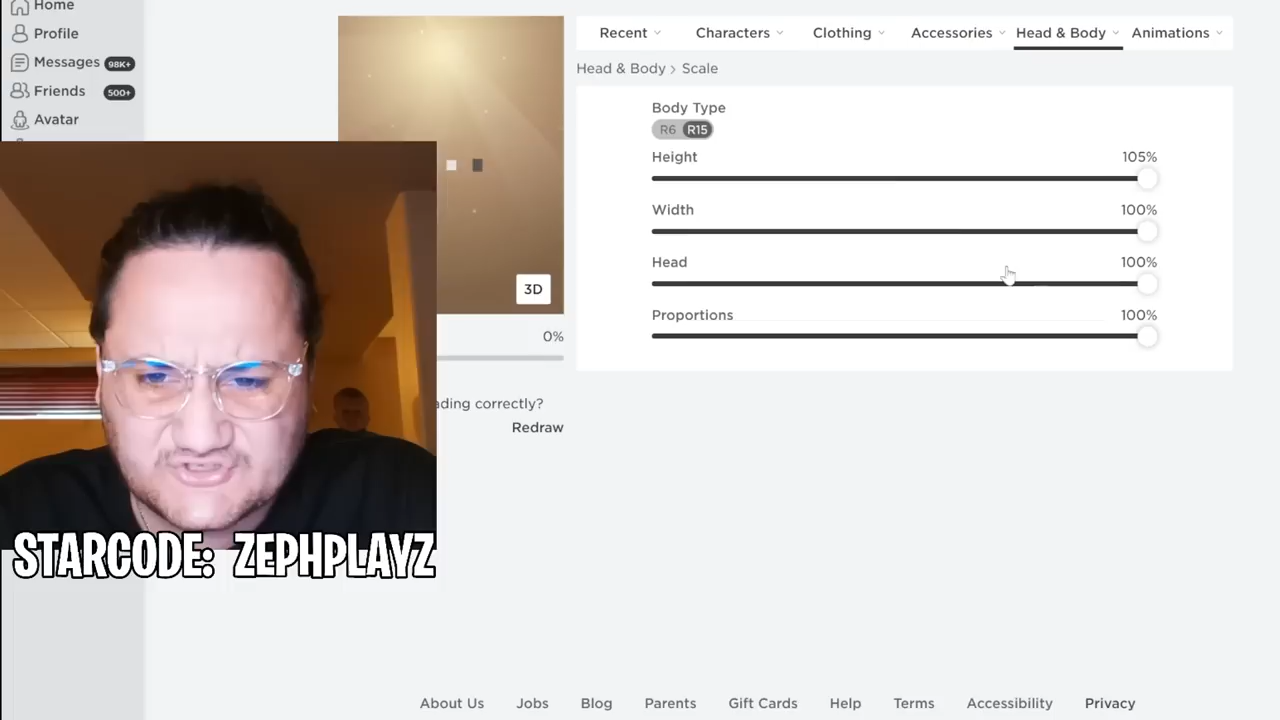 Home
Profile
Messages 98K+
Friends 500+
Avatar
Recent Characters Clothing Accessories Head & Body Animations
Head & Body > Scale
Body Type
R6 R15
Height 105%
Width 100%
Head 100%
Proportions 100%
3D
0%
ading correctly?
Redraw
STARCODE: ZEPHPLAYZ
About Us Jobs Blog Parents Gift Cards Help Terms Accessibility Privacy